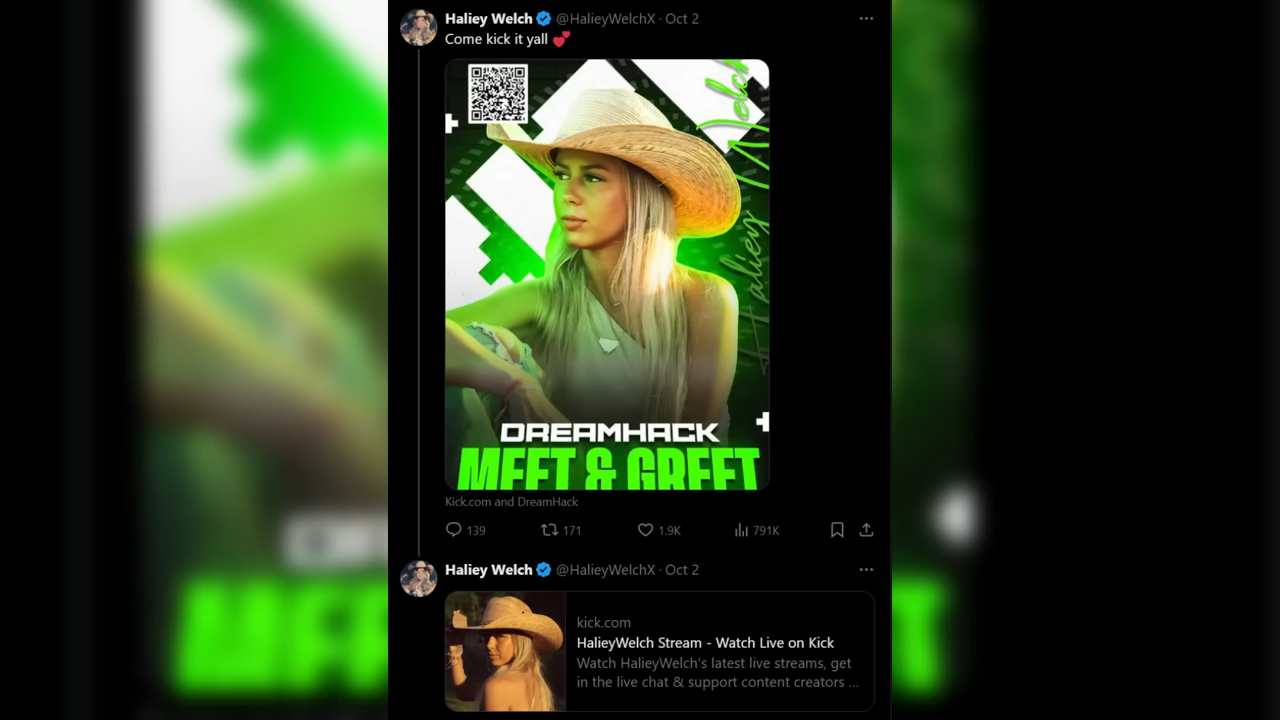 Haliey Welch @HalieyWelchX · Oct 2
Come kick it yall 💕
Haliey Welch
DREAMHACK
MEET & GREET
Kick.com and DreamHack
139 171 1.9K 791K
Haliey Welch @HalieyWelchX · Oct 2
kick.com
HalieyWelch Stream - Watch Live on Kick
Watch HalieyWelch's latest live streams, get
in the live chat & support content creators ...